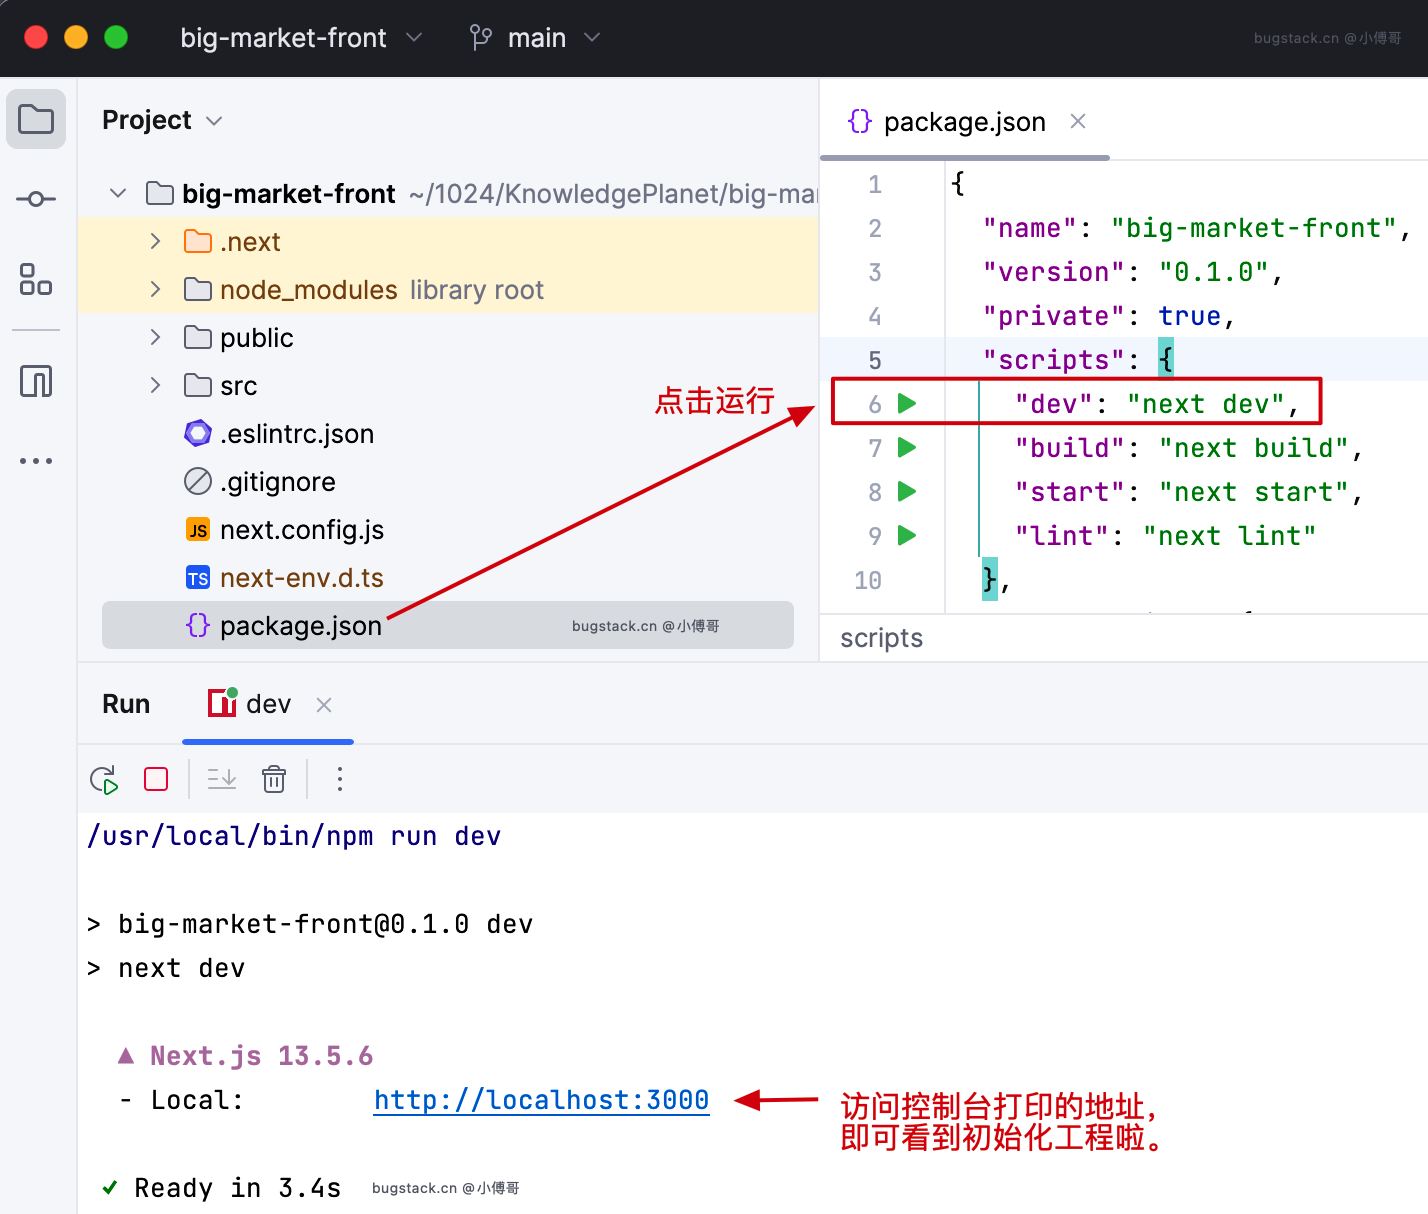 big-market-front
main
bugstack.cn @小傅哥
Project
package.json
big-market-front ~/1024/KnowledgePlanet/big-mar
.next
node_modules library root
public
src
.eslintrc.json
.gitignore
JS next.config.js
TS next-env.d.ts
package.json
bugstack.cn @小傅哥
点击运行
1 {
2 "name": "big-market-front",
3 "version": "0.1.0",
4 "private": true,
5 "scripts": {
6 "dev": "next dev",
7 "build": "next build",
8 "start": "next start",
9 "lint": "next lint"
10 },
scripts
Run
dev
/usr/local/bin/npm run dev
> big-market-front@0.1.0 dev
> next dev
▲ Next.js 13.5.6
- Local: http://localhost:3000
访问控制台打印的地址，
即可看到初始化工程啦。
✓ Ready in 3.4s
bugstack.cn @小傅哥